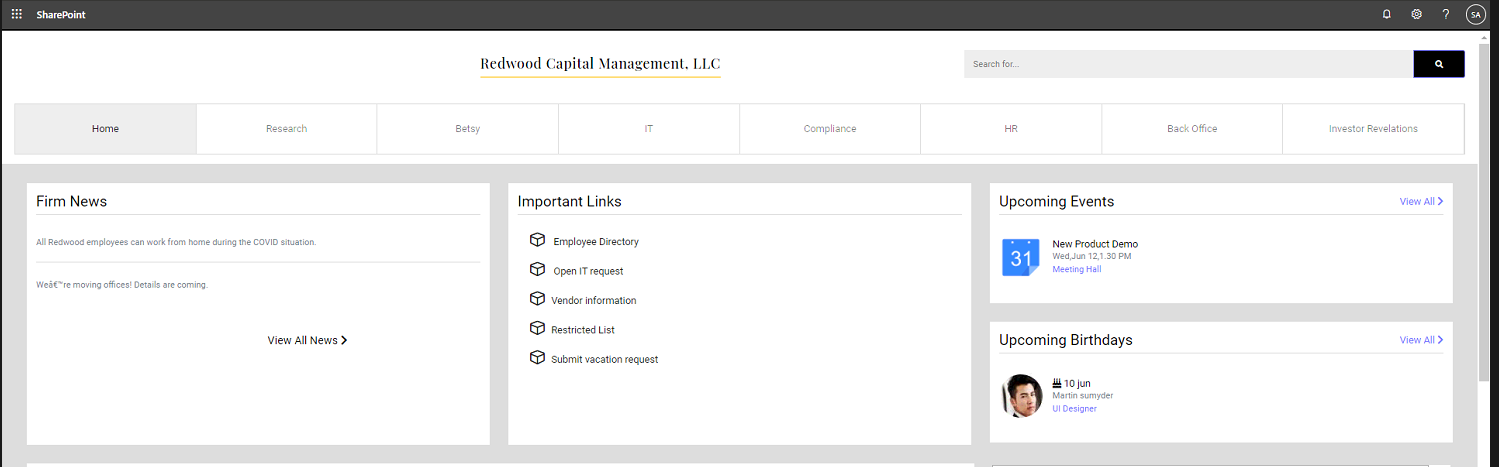 SharePoint
SA
Redwood Capital Management, LLC
Search for...
Home
Research
Betsy
IT
Compliance
HR
Back Office
Investor Revelations
Firm News
All Redwood employees can work from home during the COVID situation.
Weâ€™re moving offices! Details are coming.
View All News
Important Links
Employee Directory
Open IT request
Vendor information
Restricted List
Submit vacation request
Upcoming Events
View All
31
New Product Demo
Wed,Jun 12,1.30 PM
Meeting Hall
Upcoming Birthdays
View All
10 jun
Martin sumyder
UI Designer